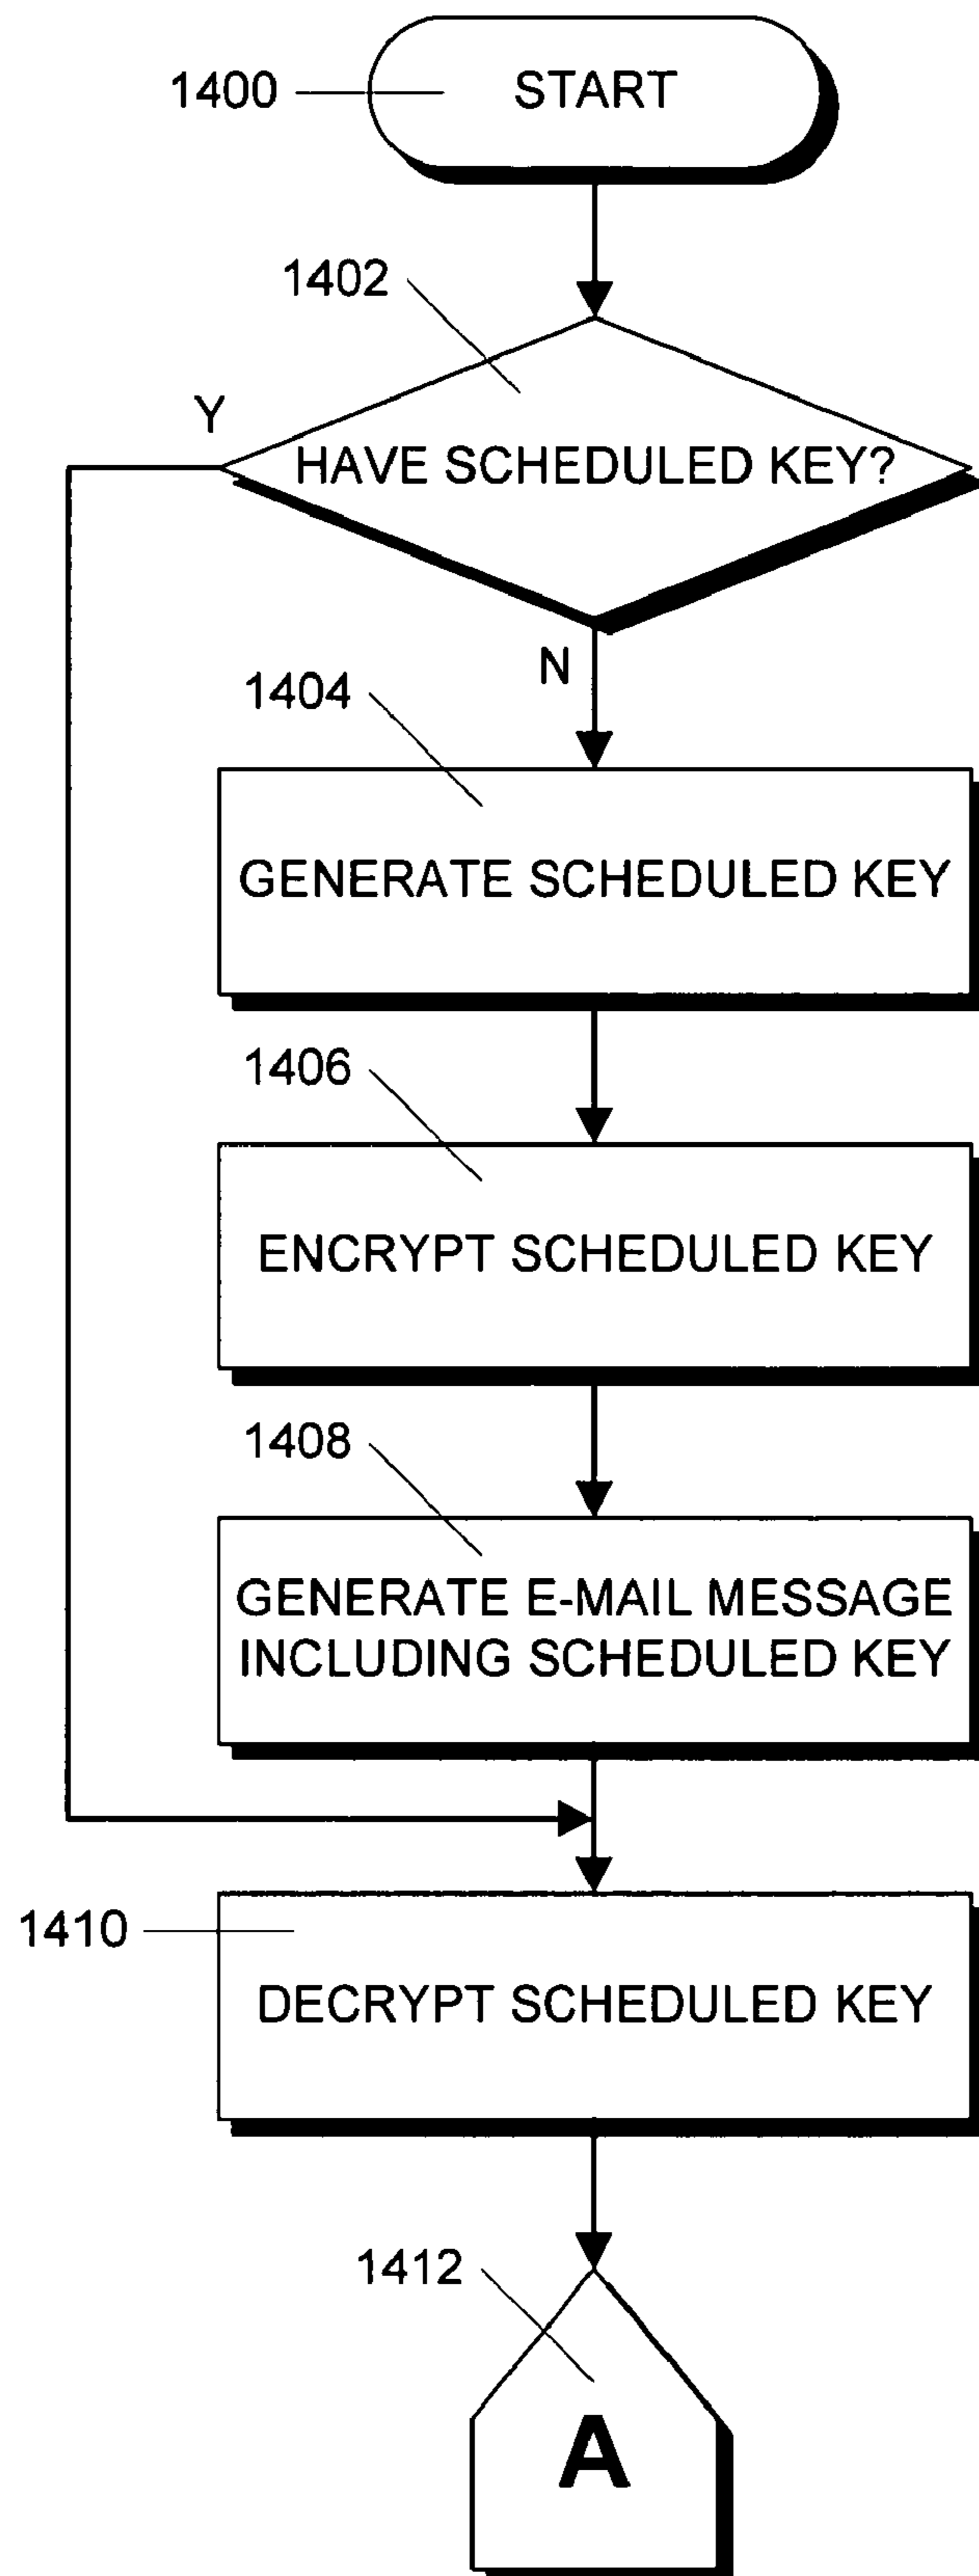 1400
START
1402
Y
HAVE SCHEDULED KEY?
N
1404
GENERATE SCHEDULED KEY
1406
ENCRYPT SCHEDULED KEY
1408
GENERATE E-MAIL MESSAGE
INCLUDING SCHEDULED KEY
1410
DECRYPT SCHEDULED KEY
1412
A